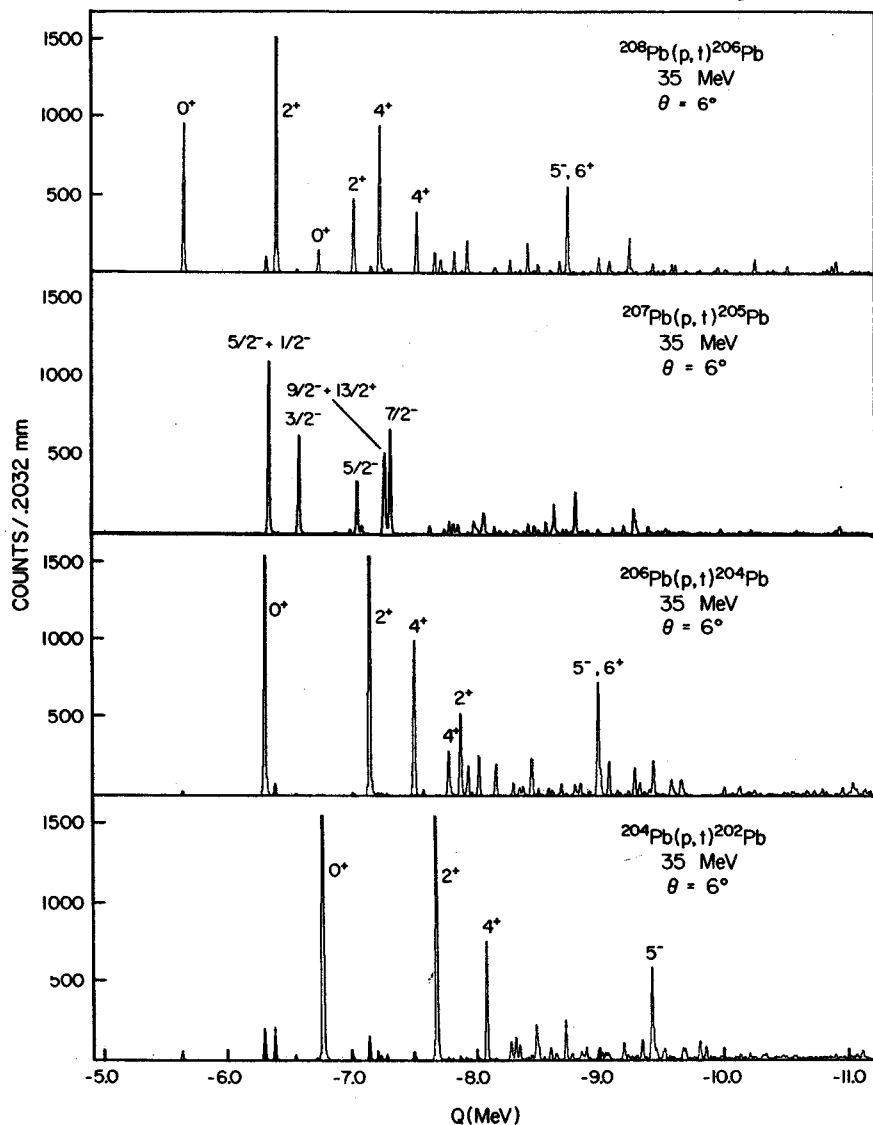 COUNTS/.2032 mm
1500
1000
500
²⁰⁸Pb(p,t)²⁰⁶Pb
35 MeV
θ = 6°
0⁺
2⁺
0⁺
2⁺
4⁺
4⁺
5⁻, 6⁺
1500
1000
500
²⁰⁷Pb(p,t)²⁰⁵Pb
35 MeV
θ = 6°
5/2⁻ + 1/2⁻
3/2⁻
9/2⁻ + 13/2⁺
5/2⁻
7/2⁻
1500
1000
500
²⁰⁶Pb(p,t)²⁰⁴Pb
35 MeV
θ = 6°
0⁺
2⁺
4⁺
4⁺
2⁺
5⁻, 6⁺
1500
1000
500
²⁰⁴Pb(p,t)²⁰²Pb
35 MeV
θ = 6°
0⁺
2⁺
4⁺
5⁻
-5.0 -6.0 -7.0 -8.0 -9.0 -10.0 -11.0
Q(MeV)